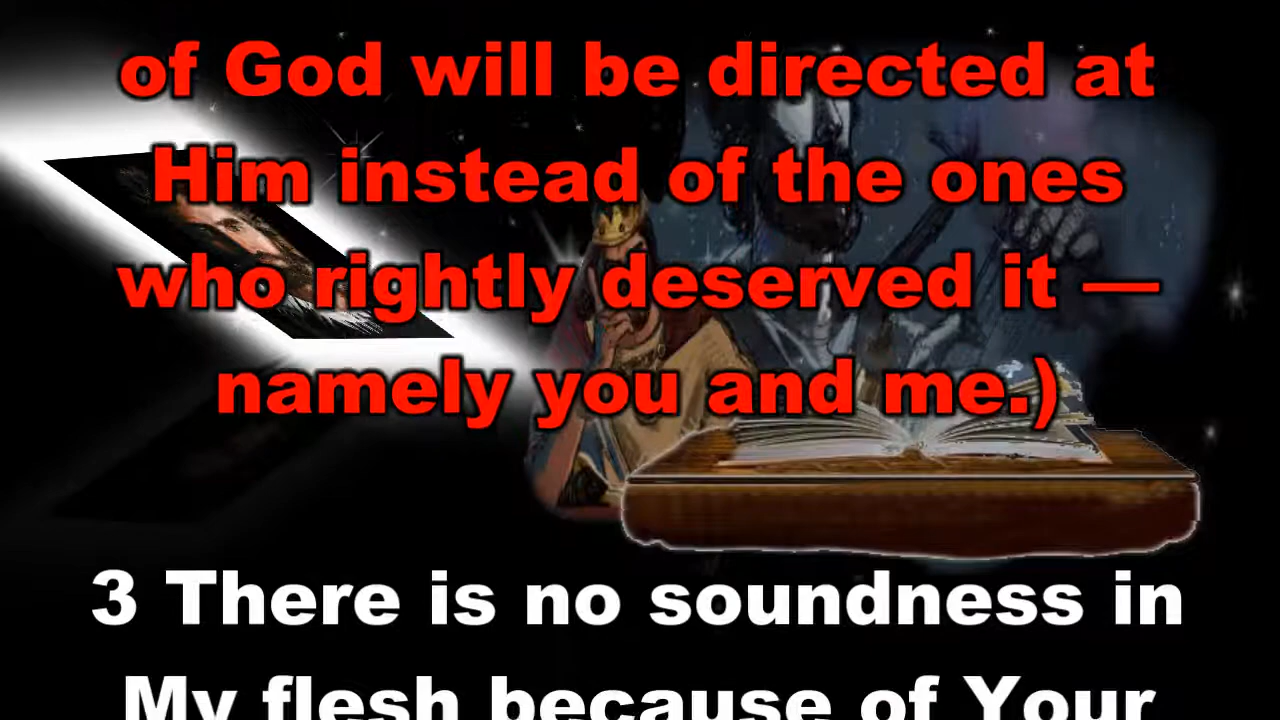 of God will be directed at
Him instead of the ones
who rightly deserved it —
namely you and me.)
3 There is no soundness in
My flesh because of Your